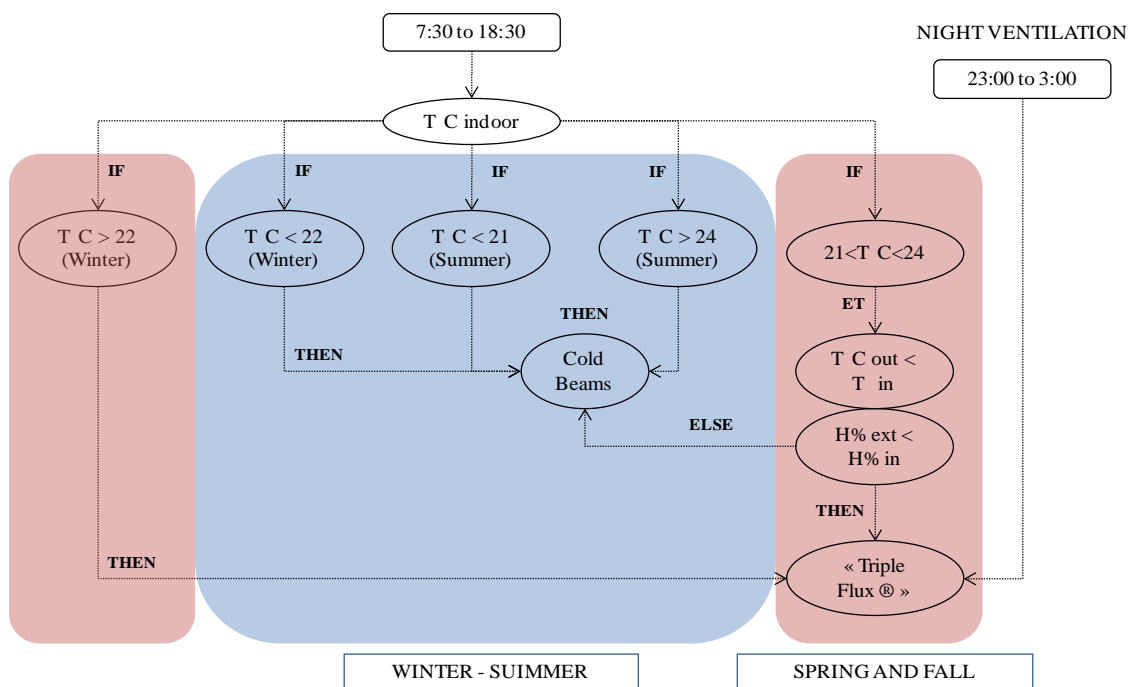 7:30 to 18:30
NIGHT VENTILATION
23:00 to 3:00
T C indoor
IF
IF
IF
IF
IF
T C > 22
(Winter)
T C < 22
(Winter)
T C < 21
(Summer)
T C > 24
(Summer)
21<T C<24
ET
THEN
THEN
Cold
Beams
T C out <
T in
ELSE
H% ext <
H% in
THEN
THEN
« Triple
Flux ® »
WINTER - SUIMMER
SPRING AND FALL